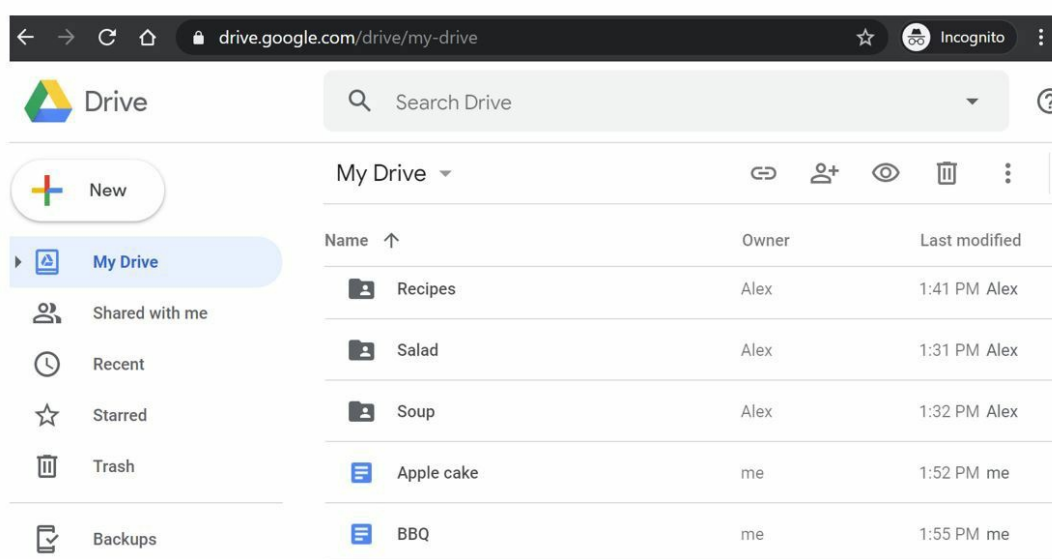 drive.google.com/drive/my-drive
Incognito
Drive
Search Drive
New
My Drive
Name
Owner
Last modified
My Drive
Shared with me
Recent
Starred
Trash
Backups
Recipes Alex 1:41 PM Alex
Salad Alex 1:31 PM Alex
Soup Alex 1:32 PM Alex
Apple cake me 1:52 PM me
BBQ me 1:55 PM me